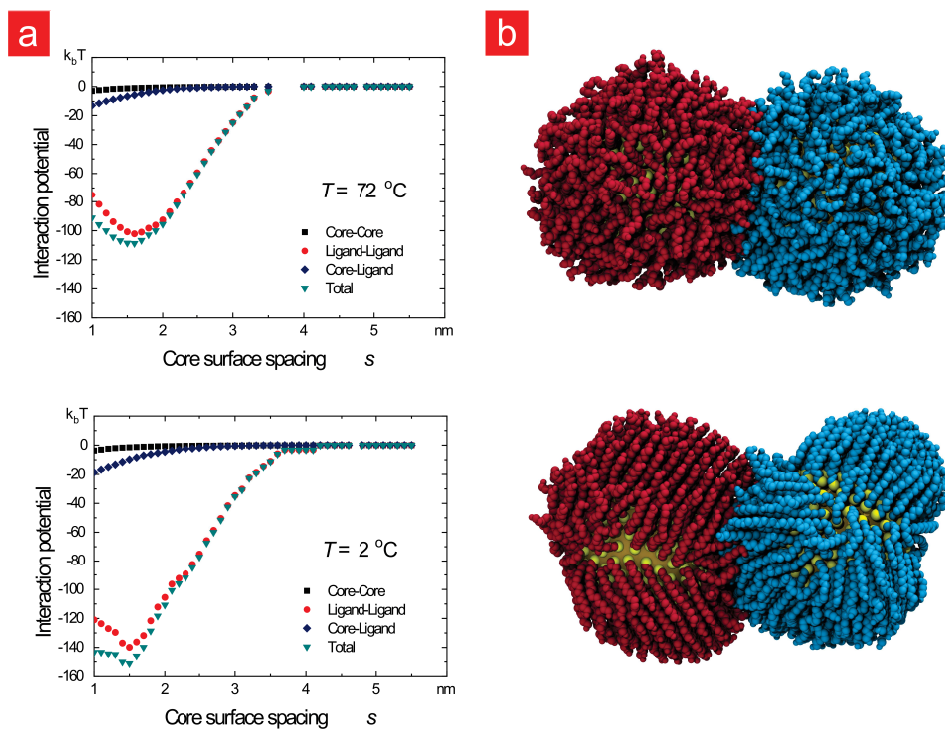 a
b
k_bT
0
-20
-40
-60
-80
-100
-120
-140
-160
Interaction potential
T = 72 °C
Core-Core
Ligand-Ligand
Core-Ligand
Total
1 2 3 4 5 nm
Core surface spacing s
k_bT
0
-20
-40
-60
-80
-100
-120
-140
-160
Interaction potential
T = 2 °C
Core-Core
Ligand-Ligand
Core-Ligand
Total
1 2 3 4 5 nm
Core surface spacing s